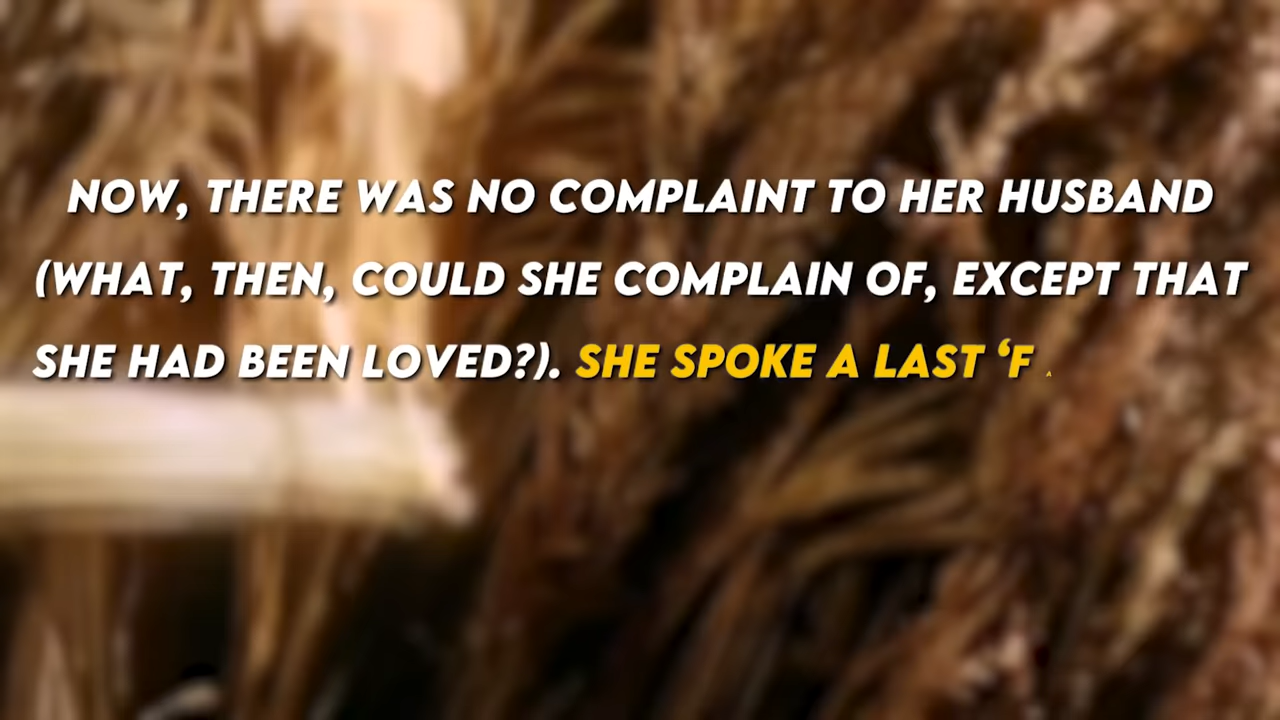 NOW, THERE WAS NO COMPLAINT TO HER HUSBAND
(WHAT, THEN, COULD SHE COMPLAIN OF, EXCEPT THAT
SHE HAD BEEN LOVED?). SHE SPOKE A LAST ‘F